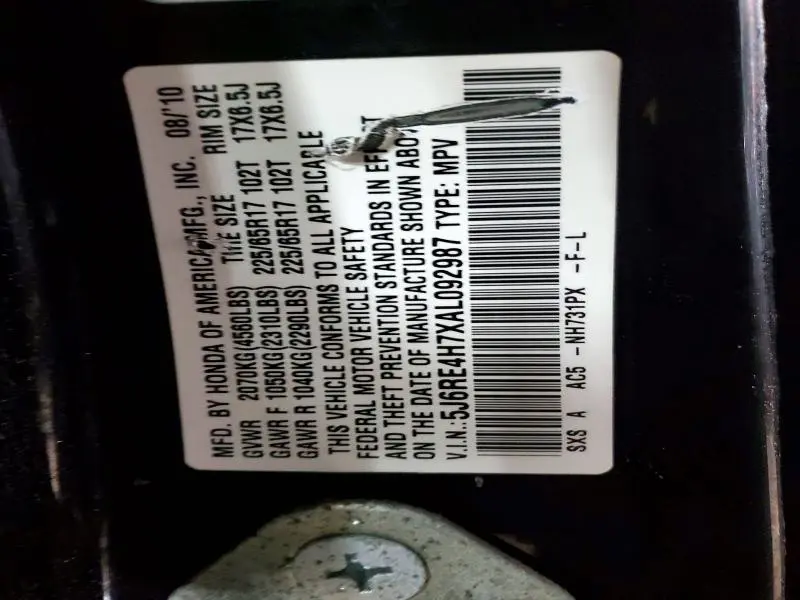 MFD. BY HONDA OF AMERICA MFG., INC. 08/'10
GVWR 2070KG(4560LBS) TIRE SIZE RIM SIZE
GAWR F 1050KG(2310LBS) 225/65R17 102T 17X6.5J
GAWR R 1040KG(2290LBS) 225/65R17 102T 17X6.5J
THIS VEHICLE CONFORMS TO ALL APPLICABLE
FEDERAL MOTOR VEHICLE SAFETY
AND THEFT PREVENTION STANDARDS IN EFFECT
ON THE DATE OF MANUFACTURE SHOWN ABOVE
V.I.N.:5J6RE4H7XAL092987 TYPE: MPV
SXS A AC5 -NH731PX -F-L